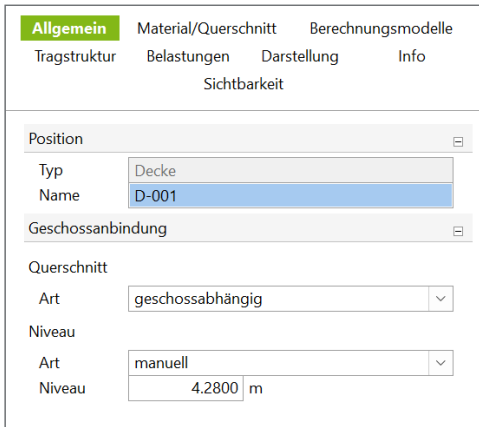 Allgemein Material/Querschnitt Berechnungsmodelle
Tragstruktur Belastungen Darstellung Info
Sichtbarkeit
Position
Typ Decke
Name D-001
Geschossanbindung
Querschnitt
Art geschossabhängig
Niveau
Art manuell
Niveau 4.2800 m